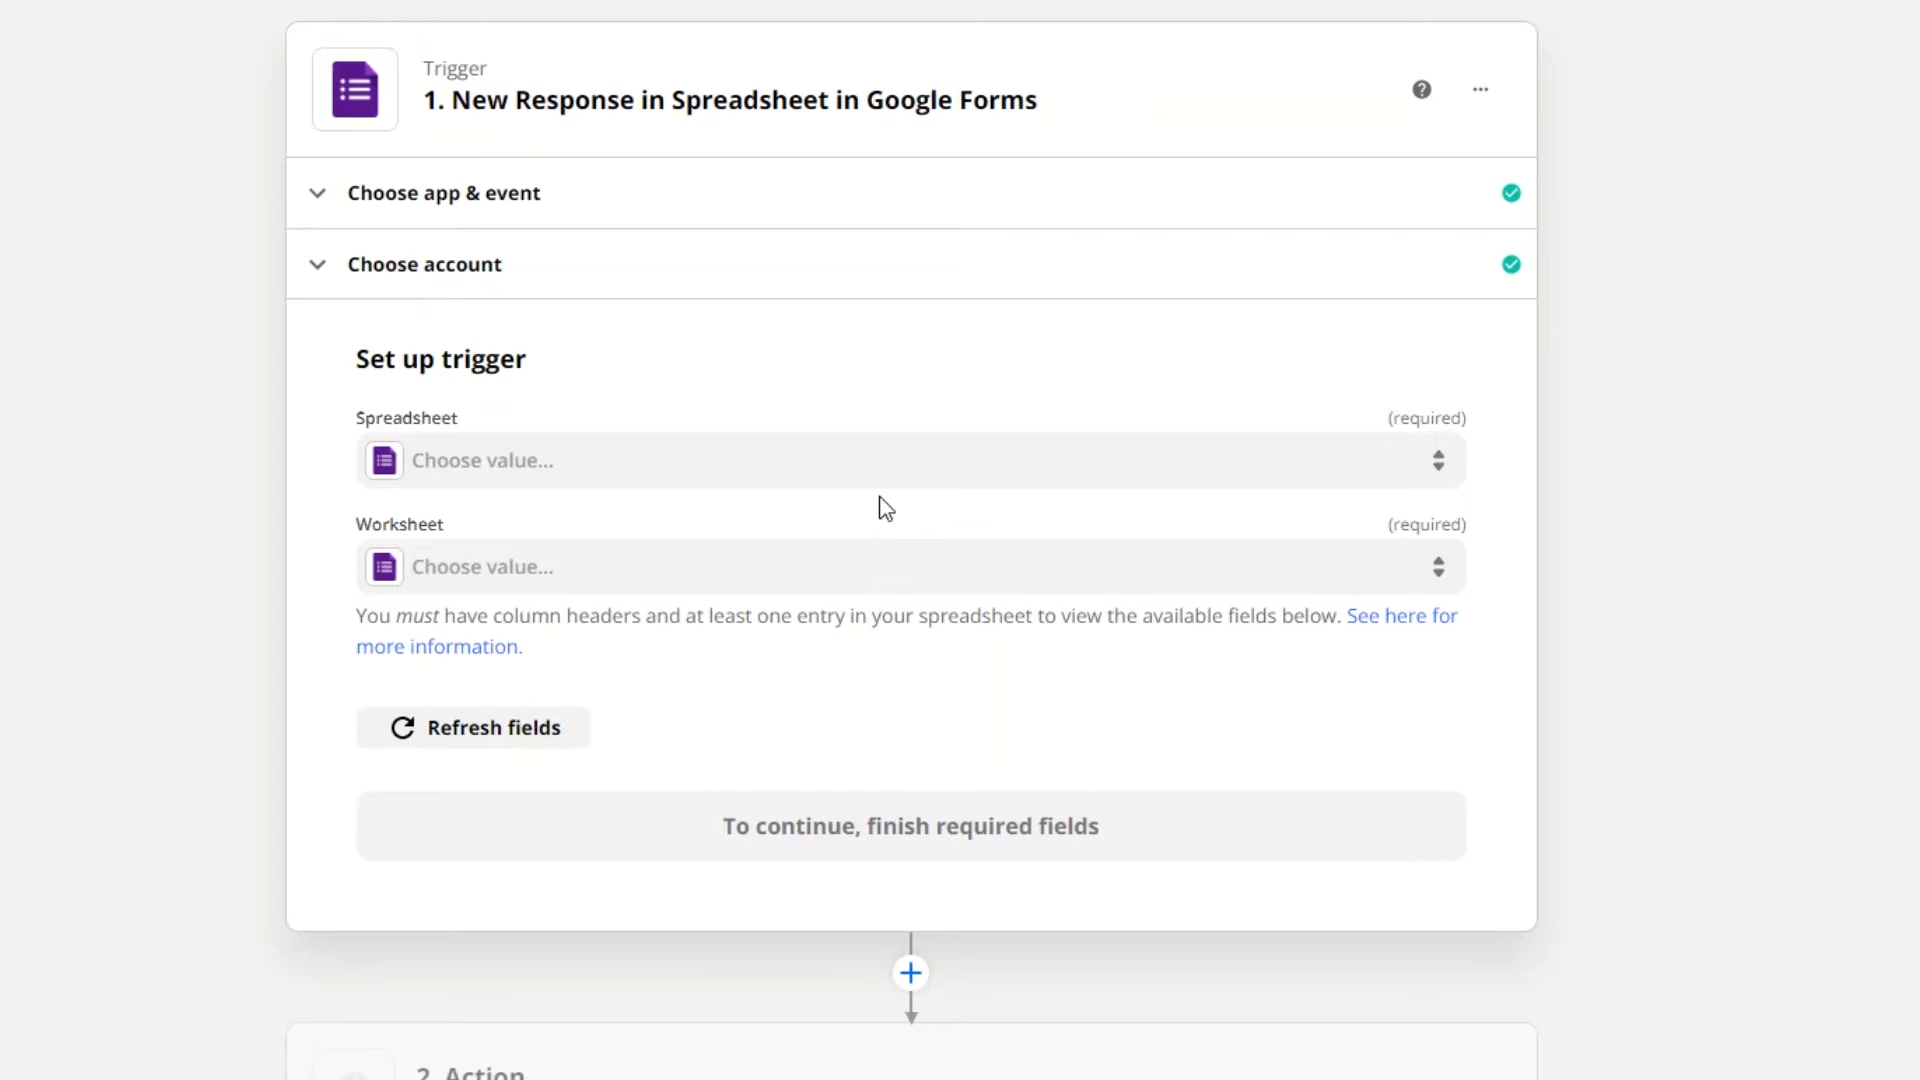 Trigger
1. New Response in Spreadsheet in Google Forms
Choose app & event
Choose account
Set up trigger
Spreadsheet (required)
Choose value...
Worksheet (required)
Choose value...
You must have column headers and at least one entry in your spreadsheet to view the available fields below. See here for
more information.
Refresh fields
To continue, finish required fields
2. Action